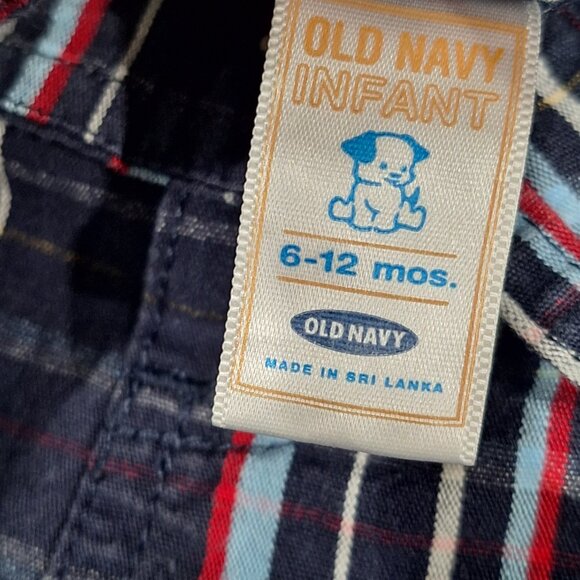 OLD NAVY
INFANT
6-12 mos.
OLD NAVY
MADE IN SRI LANKA